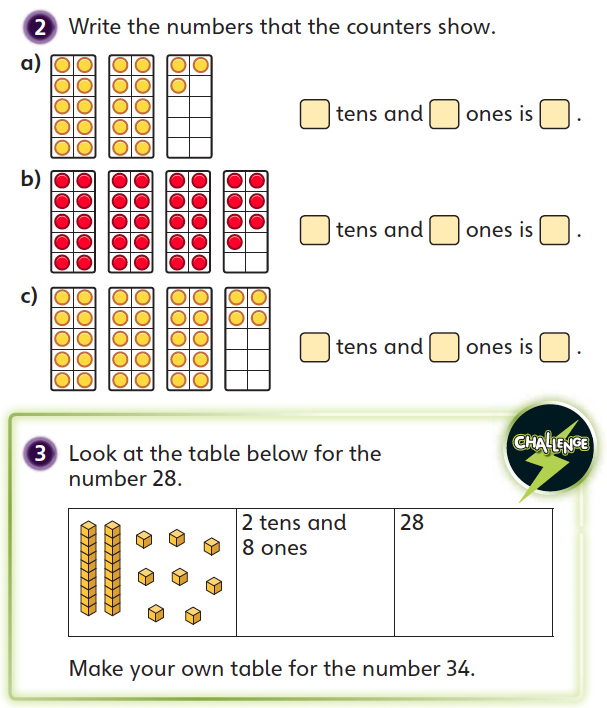 2 Write the numbers that the counters show.
a)
tens and ones is .
b)
tens and ones is .
c)
tens and ones is .
CHALLENGE
3 Look at the table below for the
number 28.
2 tens and
8 ones
28
Make your own table for the number 34.